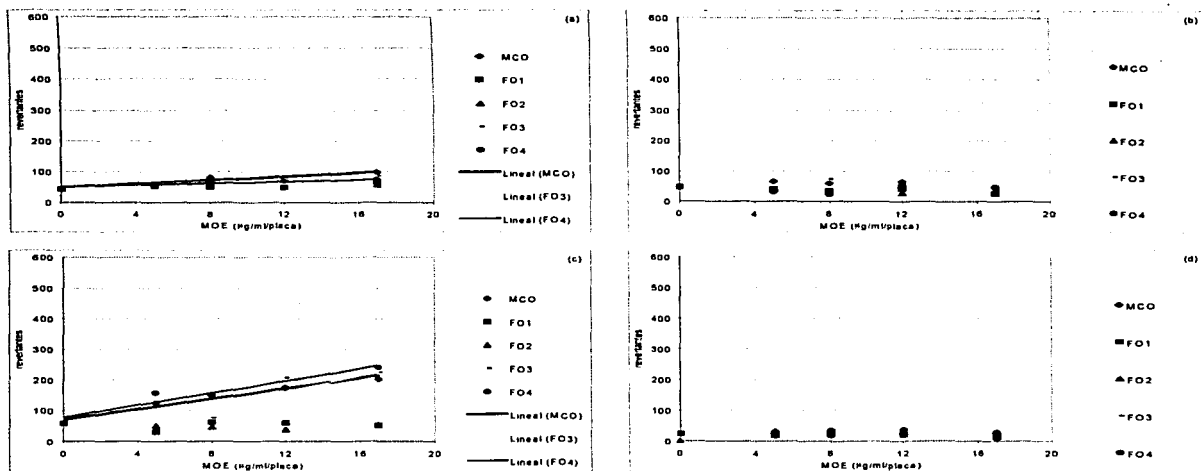 (a)
600
500
400
300
200
100
0
revertantes
0 4 8 12 16 20
MOE (µg/ml/placa)
MCO
FO1
FO2
FO3
FO4
Lineal (MCO)
Lineal (FO3)
Lineal (FO4)
(b)
600
500
400
300
200
100
0
revertantes
0 4 8 12 16 20
MOE (µg/ml/placa)
MCO
FO1
FO2
FO3
FO4
(c)
600
500
400
300
200
100
0
revertantes
0 4 8 12 16 20
MOE (µg/ml/placa)
MCO
FO1
FO2
FO3
FO4
Lineal (MCO)
Lineal (FO3)
Lineal (FO4)
(d)
600
500
400
300
200
100
0
revertantes
0 4 8 12 16 20
MOE (µg/ml/placa)
MCO
FO1
FO2
FO3
FO4